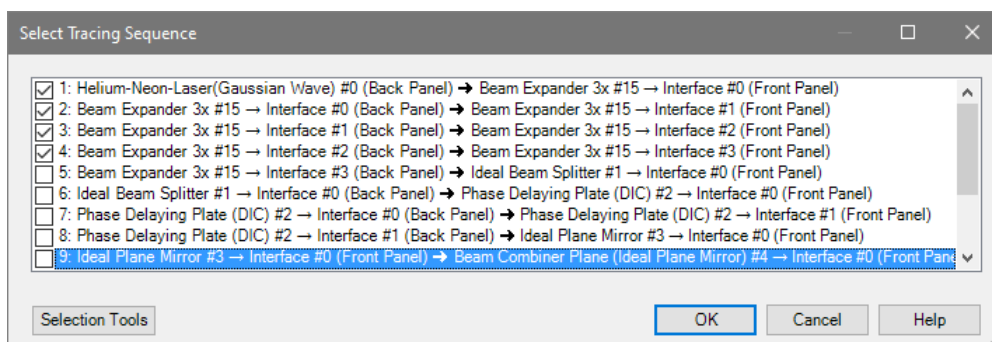 Select Tracing Sequence
1: Helium-Neon-Laser(Gaussian Wave) #0 (Back Panel) ➔ Beam Expander 3x #15 → Interface #0 (Front Panel)
2: Beam Expander 3x #15 → Interface #0 (Back Panel) ➔ Beam Expander 3x #15 → Interface #1 (Front Panel)
3: Beam Expander 3x #15 → Interface #1 (Back Panel) ➔ Beam Expander 3x #15 → Interface #2 (Front Panel)
4: Beam Expander 3x #15 → Interface #2 (Back Panel) ➔ Beam Expander 3x #15 → Interface #3 (Front Panel)
5: Beam Expander 3x #15 → Interface #3 (Back Panel) ➔ Ideal Beam Splitter #1 → Interface #0 (Front Panel)
6: Ideal Beam Splitter #1 → Interface #0 (Back Panel) ➔ Phase Delaying Plate (DIC) #2 → Interface #0 (Front Panel)
7: Phase Delaying Plate (DIC) #2 → Interface #0 (Back Panel) ➔ Phase Delaying Plate (DIC) #2 → Interface #1 (Front Panel)
8: Phase Delaying Plate (DIC) #2 → Interface #1 (Back Panel) ➔ Ideal Plane Mirror #3 → Interface #0 (Front Panel)
9: Ideal Plane Mirror #3 → Interface #0 (Front Panel) ➔ Beam Combiner Plane (Ideal Plane Mirror) #4 → Interface #0 (Front Pane
Selection Tools OK Cancel Help